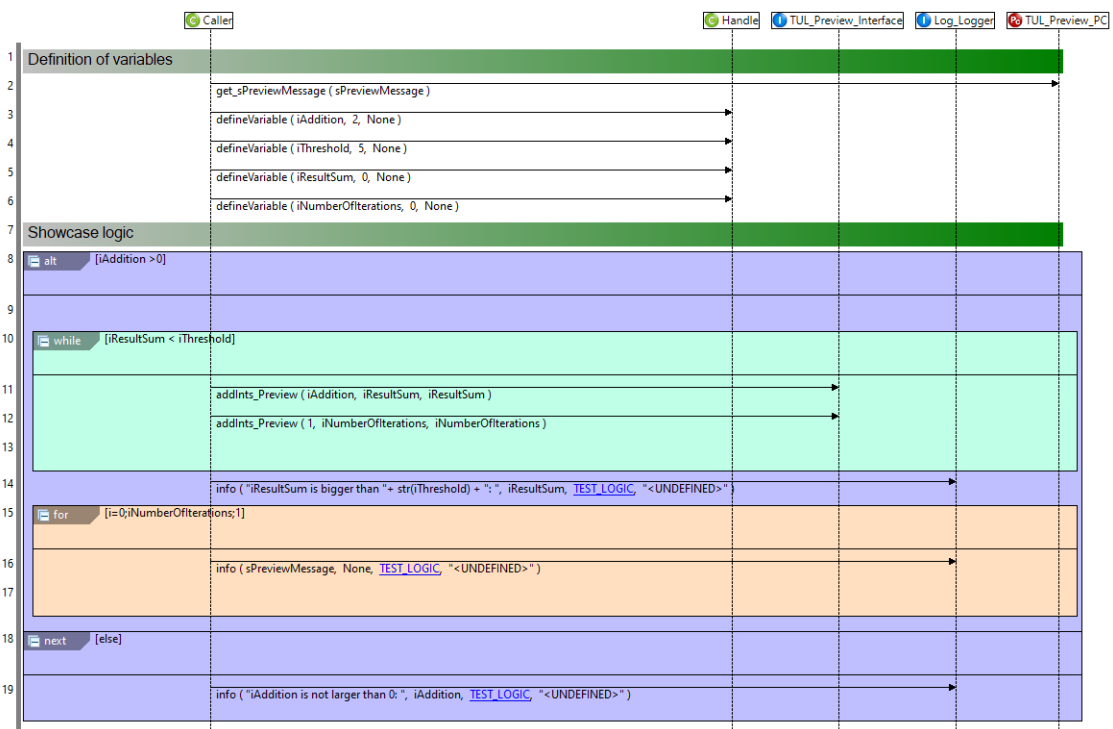 Caller Handle TUL_Preview_Interface Log_Logger TUL_Preview_PC
1 Definition of variables
2 get_sPreviewMessage ( sPreviewMessage )
3 defineVariable ( iAddition, 2, None )
4 defineVariable ( iThreshold, 5, None )
5 defineVariable ( iResultSum, 0, None )
6 defineVariable ( iNumberOfIterations, 0, None )
7 Showcase logic
8 alt [iAddition >0]
9
10 while [iResultSum < iThreshold]
11 addInts_Preview ( iAddition, iResultSum, iResultSum )
12 addInts_Preview ( 1, iNumberOfIterations, iNumberOfIterations )
13
14 info ( "iResultSum is bigger than "+ str(iThreshold) + ": ", iResultSum, TEST_LOGIC, "<UNDEFINED>" )
15 for [i=0;iNumberOfIterations;1]
16 info ( sPreviewMessage, None, TEST_LOGIC, "<UNDEFINED>" )
17
18 next [else]
19 info ( "iAddition is not larger than 0: ", iAddition, TEST_LOGIC, "<UNDEFINED>" )